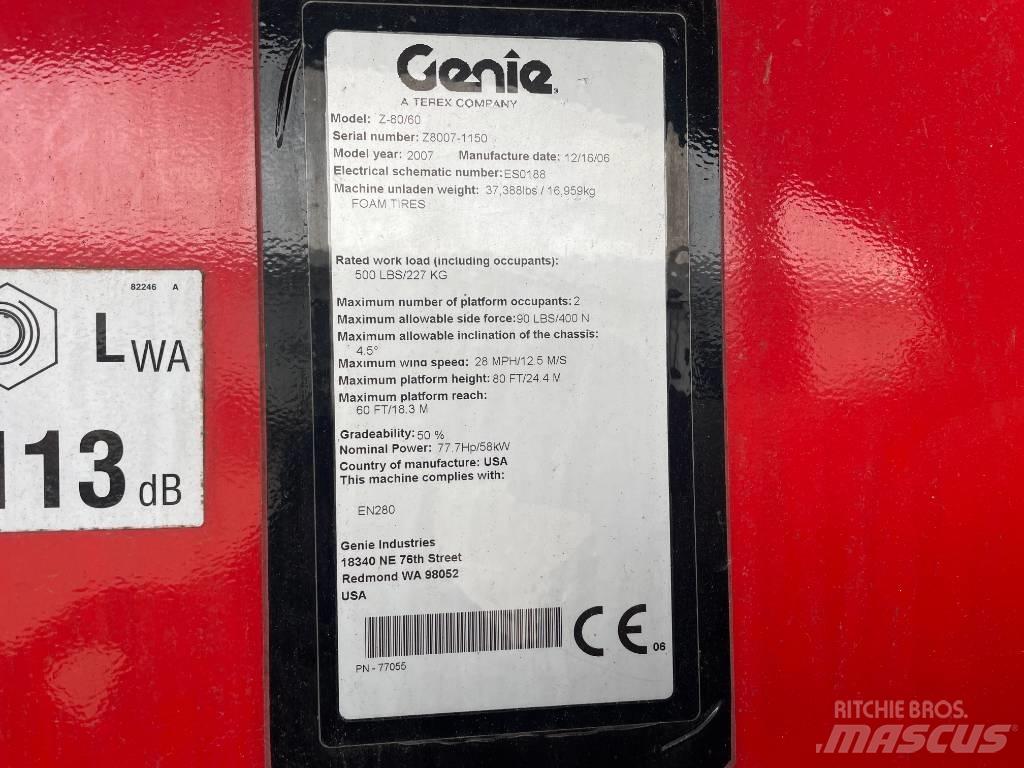 Genie
A TEREX COMPANY
Model: Z-80/60
Serial number: Z8007-1150
Model year: 2007 Manufacture date: 12/16/06
Electrical schematic number: ES0188
Machine unladen weight: 37,388lbs / 16,959kg
FOAM TIRES
Rated work load (including occupants):
500 LBS/227 KG
Maximum number of platform occupants: 2
Maximum allowable side force: 90 LBS/400 N
Maximum allowable inclination of the chassis:
4.5°
Maximum wind speed: 28 MPH/12.5 M/S
Maximum platform height: 80 FT/24.4 M
Maximum platform reach:
60 FT/18.3 M
Gradeability: 50 %
Nominal Power: 77.7Hp/58kW
Country of manufacture: USA
This machine complies with:
EN280
Genie Industries
18340 NE 76th Street
Redmond WA 98052
USA
CE 06
PN - 77055
82246 A
LWA
113 dB
RITCHIE BROS.
MASCUS